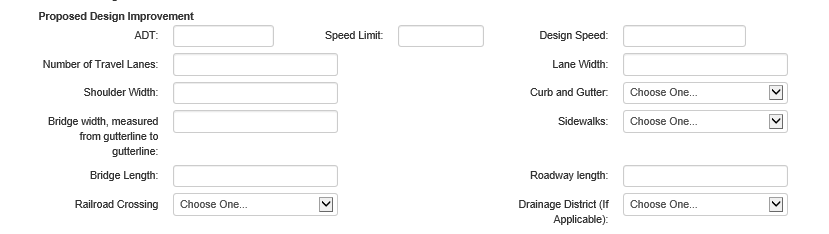 Proposed Design Improvement
ADT:
Speed Limit:
Design Speed:
Number of Travel Lanes:
Lane Width:
Shoulder Width:
Curb and Gutter:
Choose One...
Bridge width, measured
from gutterline to
gutterline:
Sidewalks:
Choose One...
Bridge Length:
Roadway length:
Railroad Crossing
Choose One...
Drainage District (If
Applicable):
Choose One...